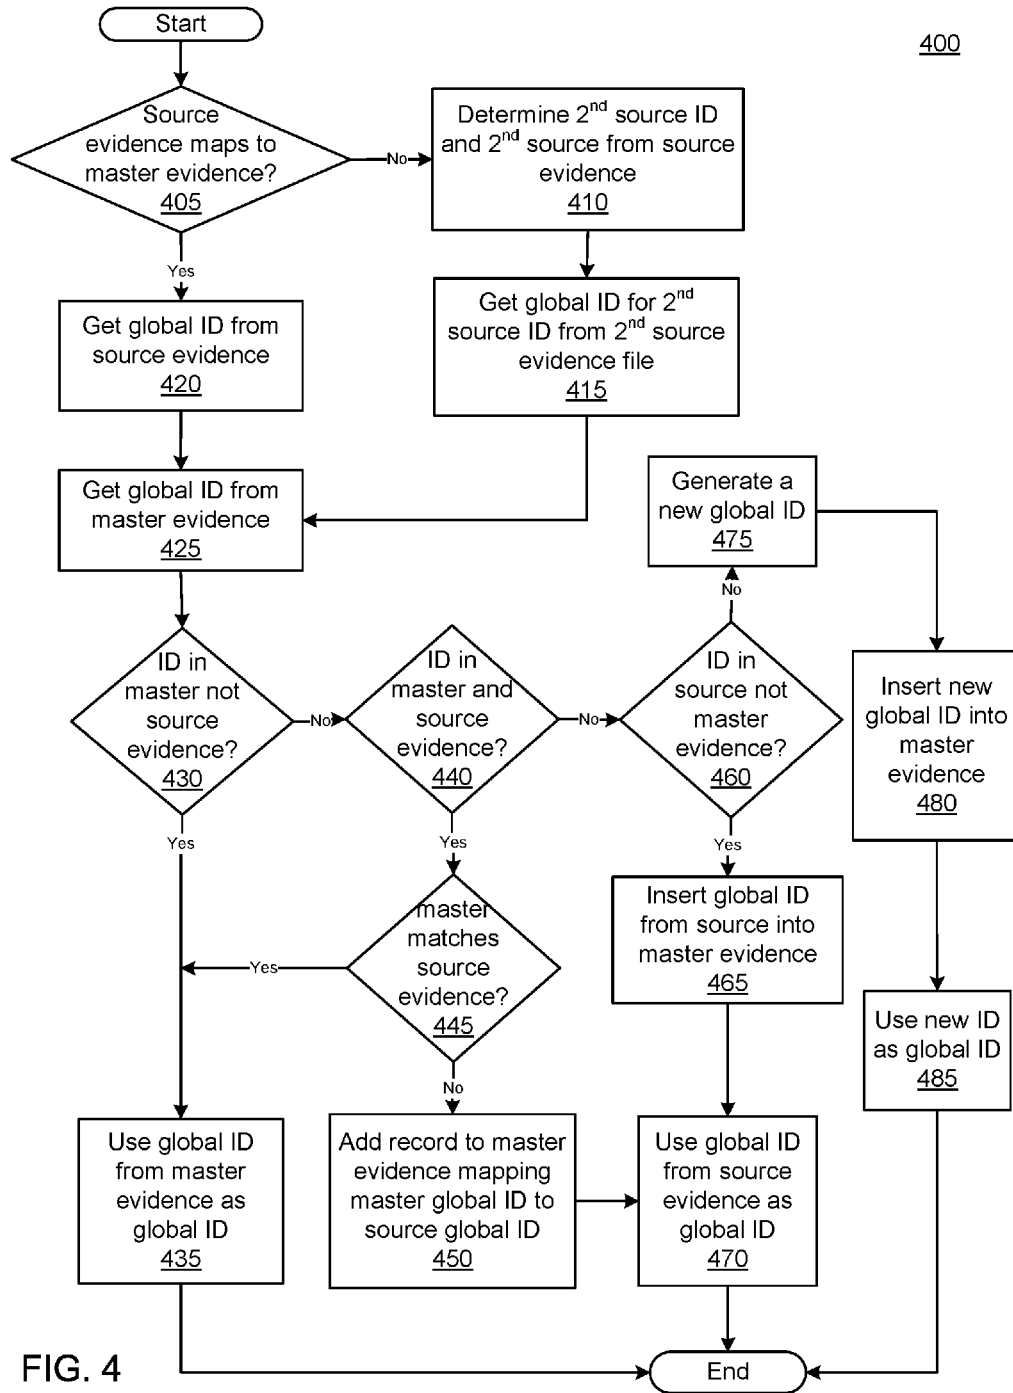 Start
400
Source
evidence maps to
master evidence?
405
No
Determine 2nd source ID
and 2nd source from source
evidence
410
Yes
Get global ID from
source evidence
420
Get global ID for 2nd
source ID from 2nd source
evidence file
415
Get global ID from
master evidence
425
Generate a
new global ID
475
No
ID in
master not
source
evidence?
430
No
ID in
master and
source
evidence?
440
No
ID in
source not
master
evidence?
460
Insert new
global ID into
master
evidence
480
Yes
Yes
Yes
master
matches
source
evidence?
445
Yes
Insert global ID
from source into
master evidence
465
Use new ID
as global ID
485
No
Use global ID
from master
evidence as
global ID
435
Add record to master
evidence mapping
master global ID to
source global ID
450
Use global ID
from source
evidence as
global ID
470
FIG. 4
End